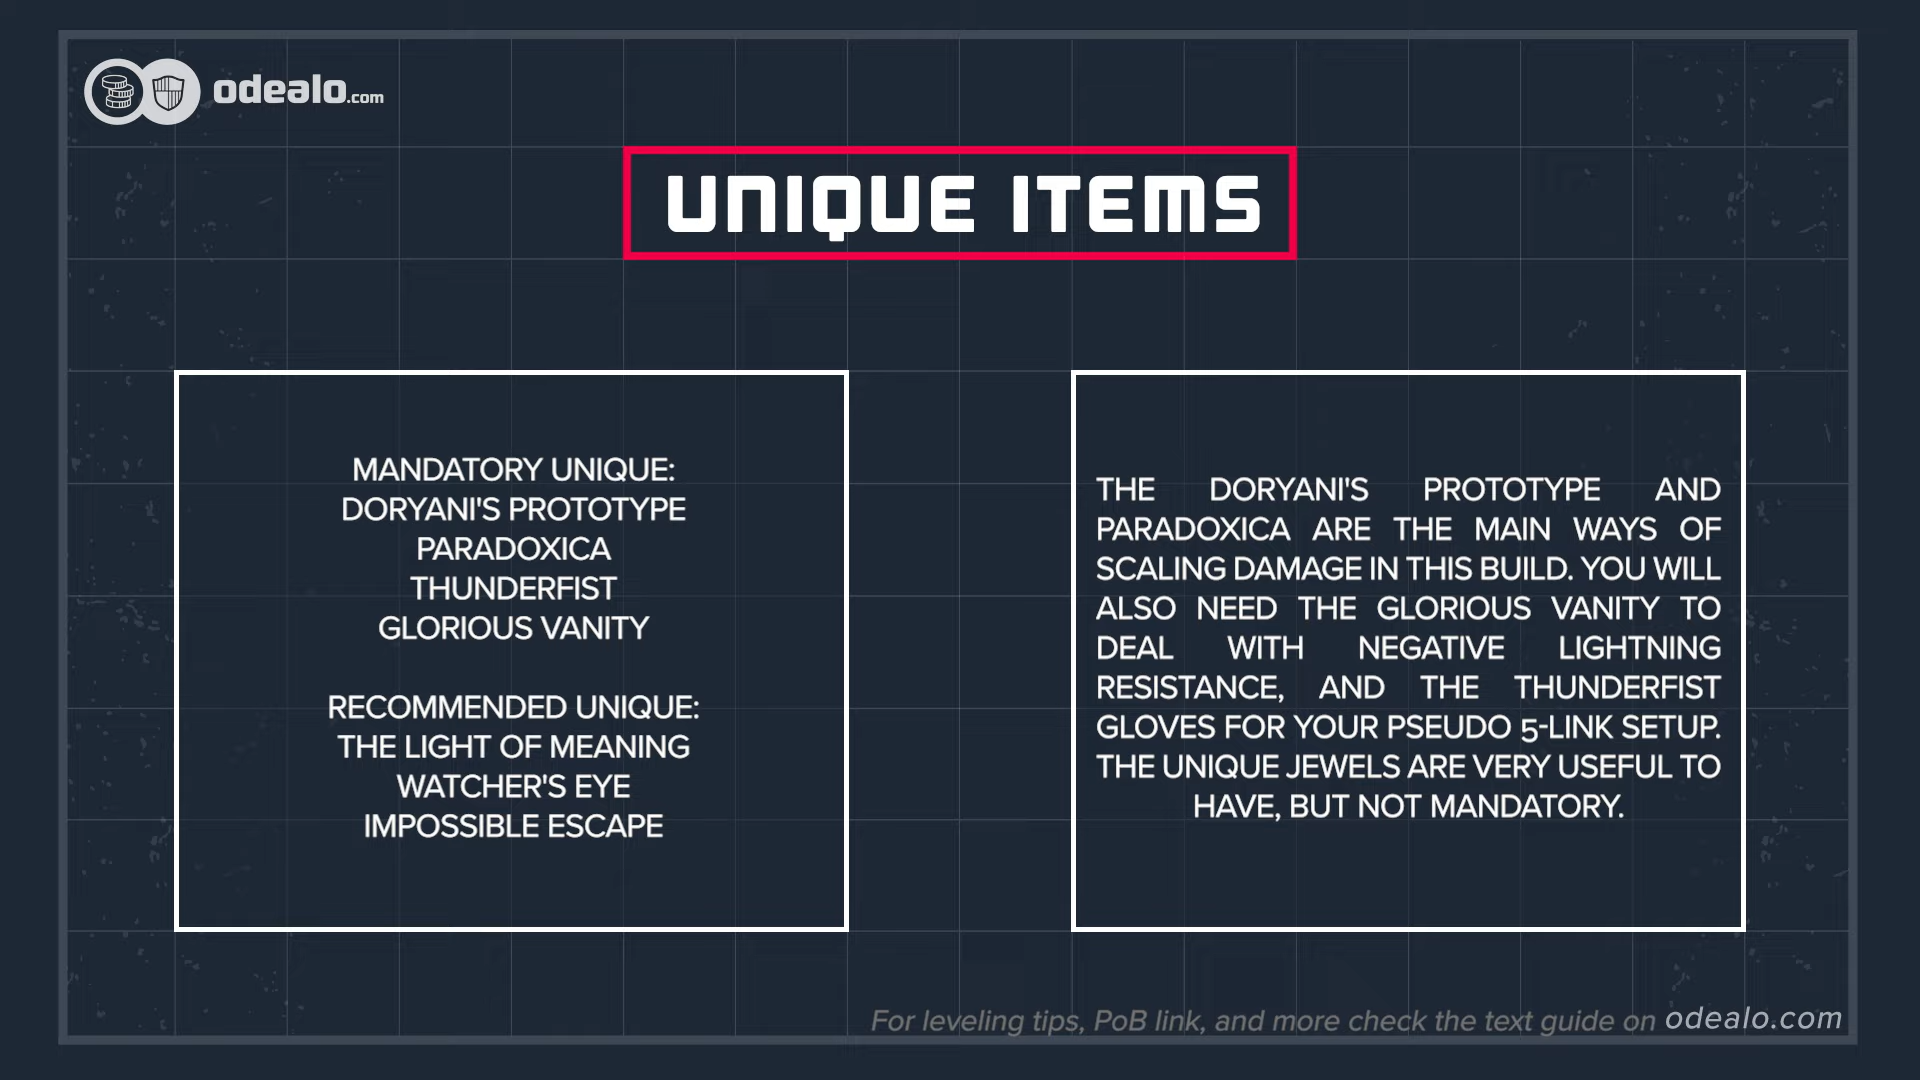 odealo.com
UNIQUE ITEMS
MANDATORY UNIQUE:
DORYANI'S PROTOTYPE
PARADOXICA
THUNDERFIST
GLORIOUS VANITY
RECOMMENDED UNIQUE:
THE LIGHT OF MEANING
WATCHER'S EYE
IMPOSSIBLE ESCAPE
THE DORYANI'S PROTOTYPE AND
PARADOXICA ARE THE MAIN WAYS OF
SCALING DAMAGE IN THIS BUILD. YOU WILL
ALSO NEED THE GLORIOUS VANITY TO
DEAL WITH NEGATIVE LIGHTNING
RESISTANCE, AND THE THUNDERFIST
GLOVES FOR YOUR PSEUDO 5-LINK SETUP.
THE UNIQUE JEWELS ARE VERY USEFUL TO
HAVE, BUT NOT MANDATORY.
For leveling tips, PoB link, and more check the text guide on odealo.com